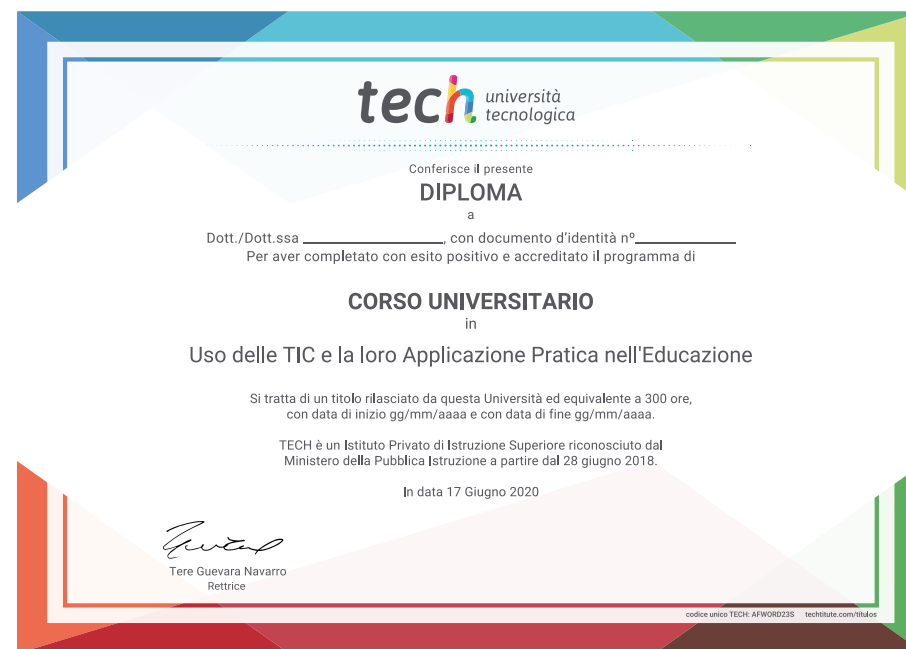 tech università
tecnologica
Conferisce il presente
DIPLOMA
a
Dott./Dott.ssa ________________, con documento d'identità nº____________
Per aver completato con esito positivo e accreditato il programma di
CORSO UNIVERSITARIO
in
Uso delle TIC e la loro Applicazione Pratica nell'Educazione
Si tratta di un titolo rilasciato da questa Università ed equivalente a 300 ore,
con data di inizio gg/mm/aaaa e con data di fine gg/mm/aaaa.
TECH è un Istituto Privato di Istruzione Superiore riconosciuto dal
Ministero della Pubblica Istruzione a partire dal 28 giugno 2018.
In data 17 Giugno 2020
Tere Guevara Navarro
Rettrice
codice unico TECH: AFWORD23S techtitute.com/titulos